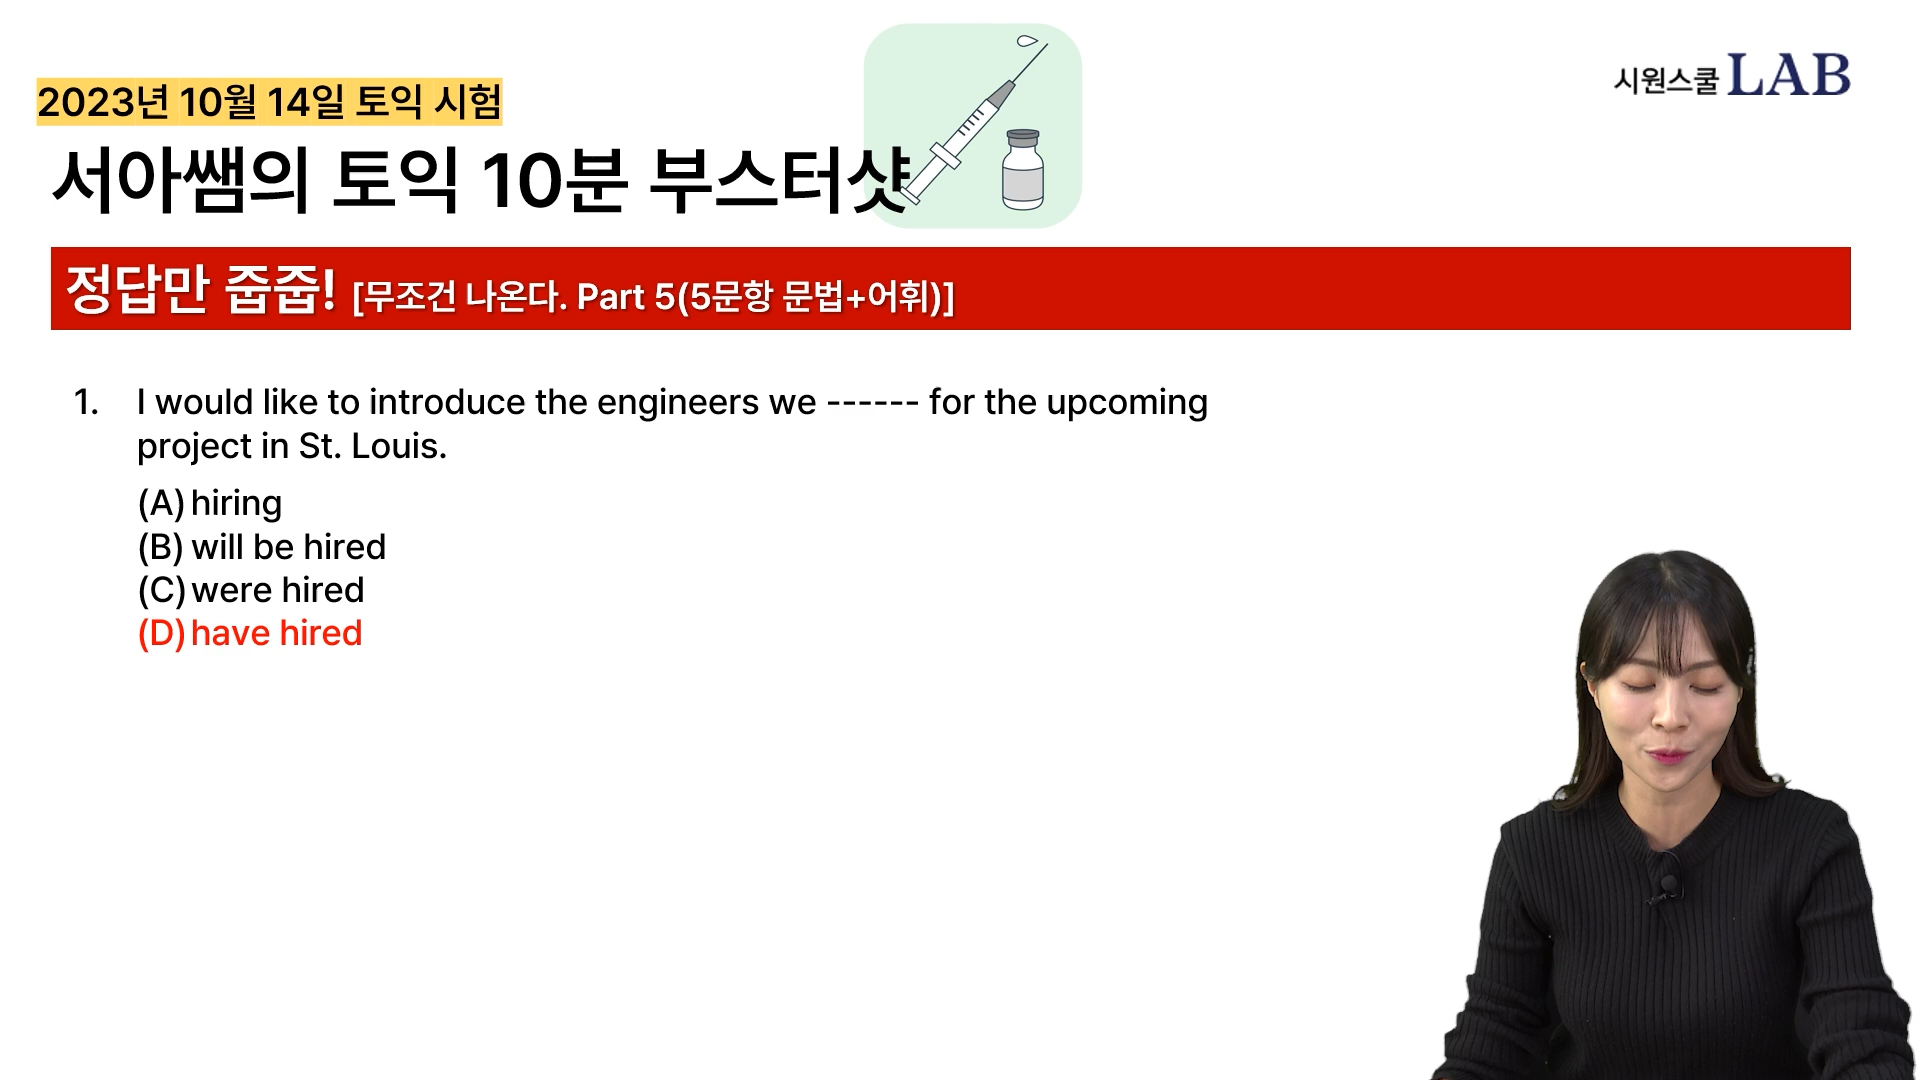 2023년 10월 14일 토익 시험
시원스쿨 LAB
서아쌤의 토익 10분 부스터샷
정답만 줍줍! [무조건 나온다. Part 5(5문항 문법+어휘)]
1. I would like to introduce the engineers we ------ for the upcoming
project in St. Louis.
(A) hiring
(B) will be hired
(C) were hired
(D) have hired